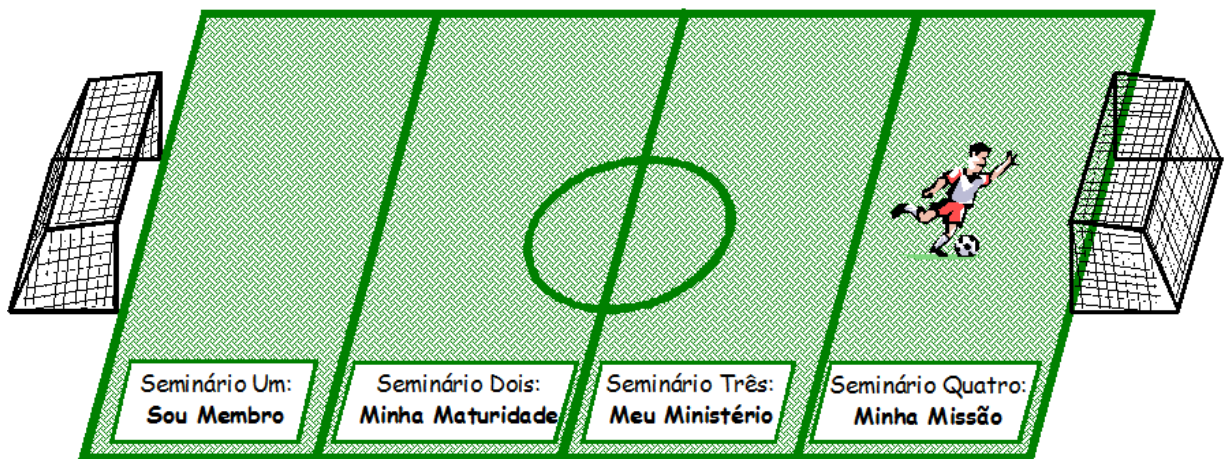 Seminário Um:
Sou Membro
Seminário Dois:
Minha Maturidade
Seminário Três:
Meu Ministério
Seminário Quatro:
Minha Missão